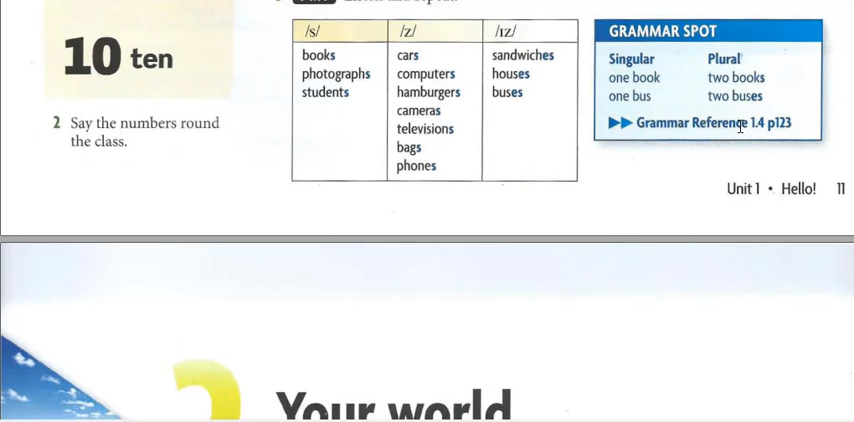 10 ten
2 Say the numbers round
the class.
/s/ /z/ /ɪz/
books cars sandwiches
photographs computers houses
students hamburgers buses
cameras
televisions
bags
phones
GRAMMAR SPOT
Singular Plural
one book two books
one bus two buses
▶▶ Grammar Reference 1.4 p123
Unit 1 • Hello! 11
2
Your world